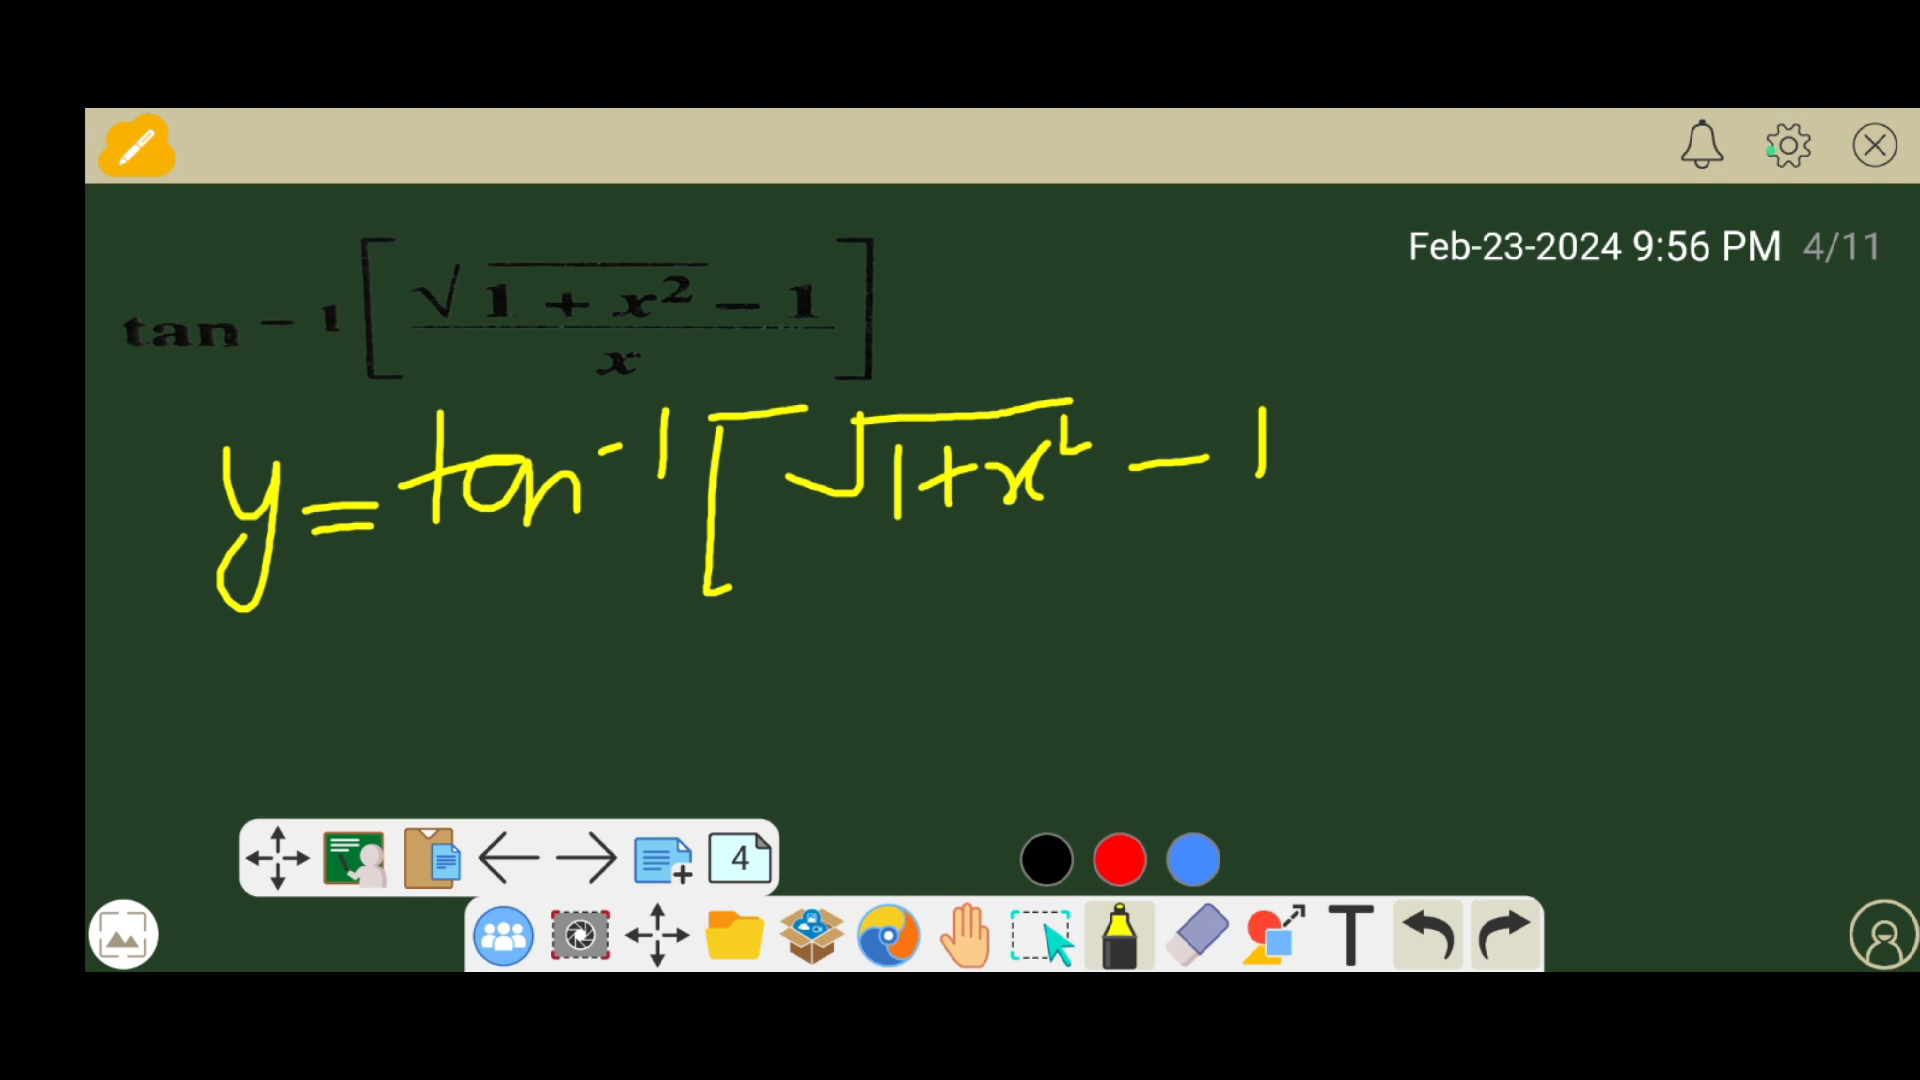 Feb-23-2024 9:56 PM 4/11
tan −1 [ √1 + x² − 1 / x ]
y = tan⁻¹ [ √1+x² − 1
4
T